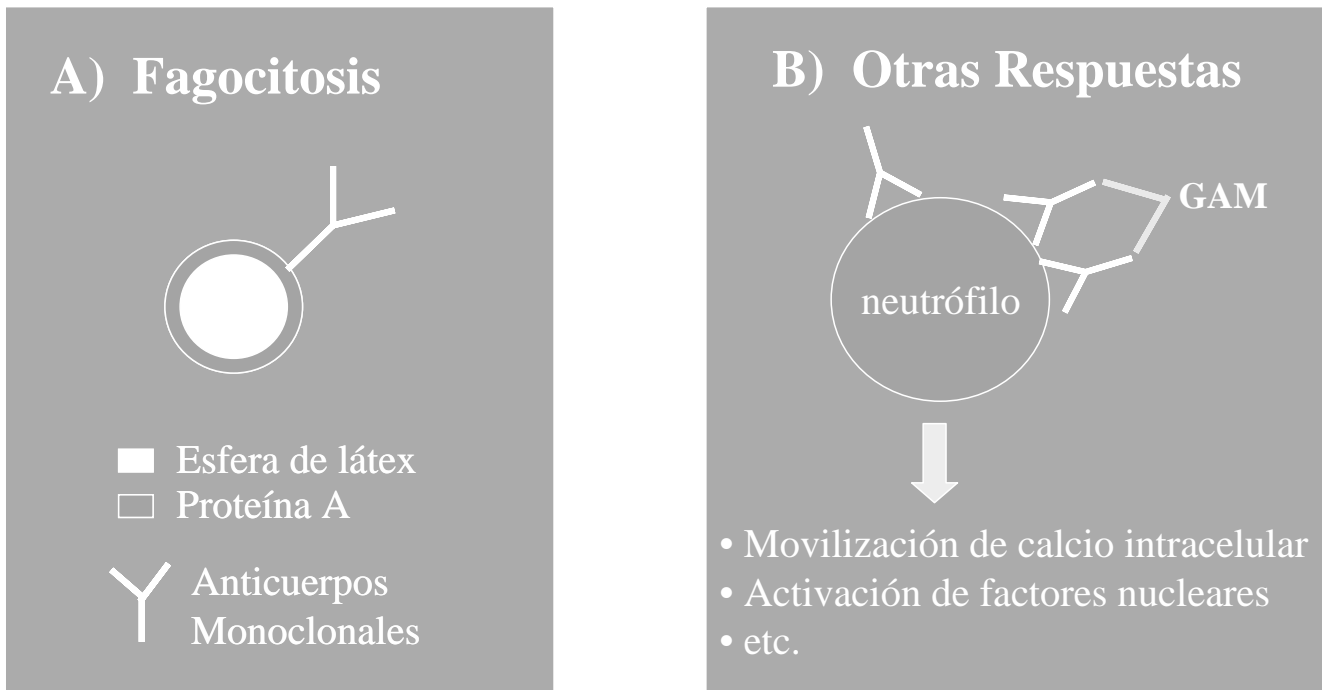 A) Fagocitosis
Esfera de látex
Proteína A
Anticuerpos
Monoclonales
B) Otras Respuestas
GAM
neutrófilo
• Movilización de calcio intracelular
• Activación de factores nucleares
• etc.